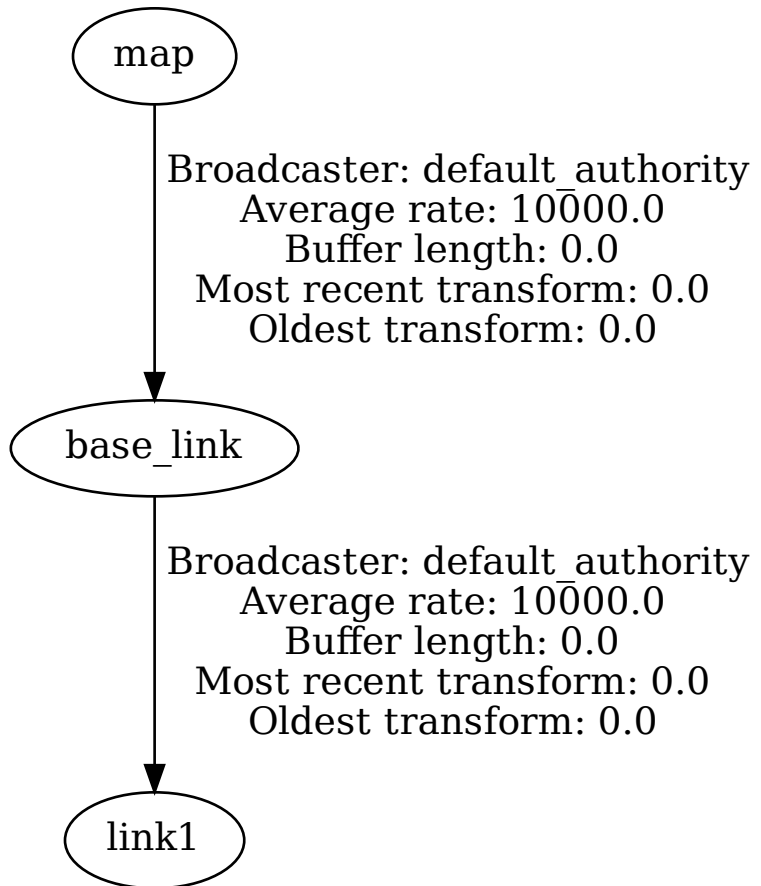 map
Broadcaster: default_authority
Average rate: 10000.0
Buffer length: 0.0
Most recent transform: 0.0
Oldest transform: 0.0
base_link
Broadcaster: default_authority
Average rate: 10000.0
Buffer length: 0.0
Most recent transform: 0.0
Oldest transform: 0.0
link1